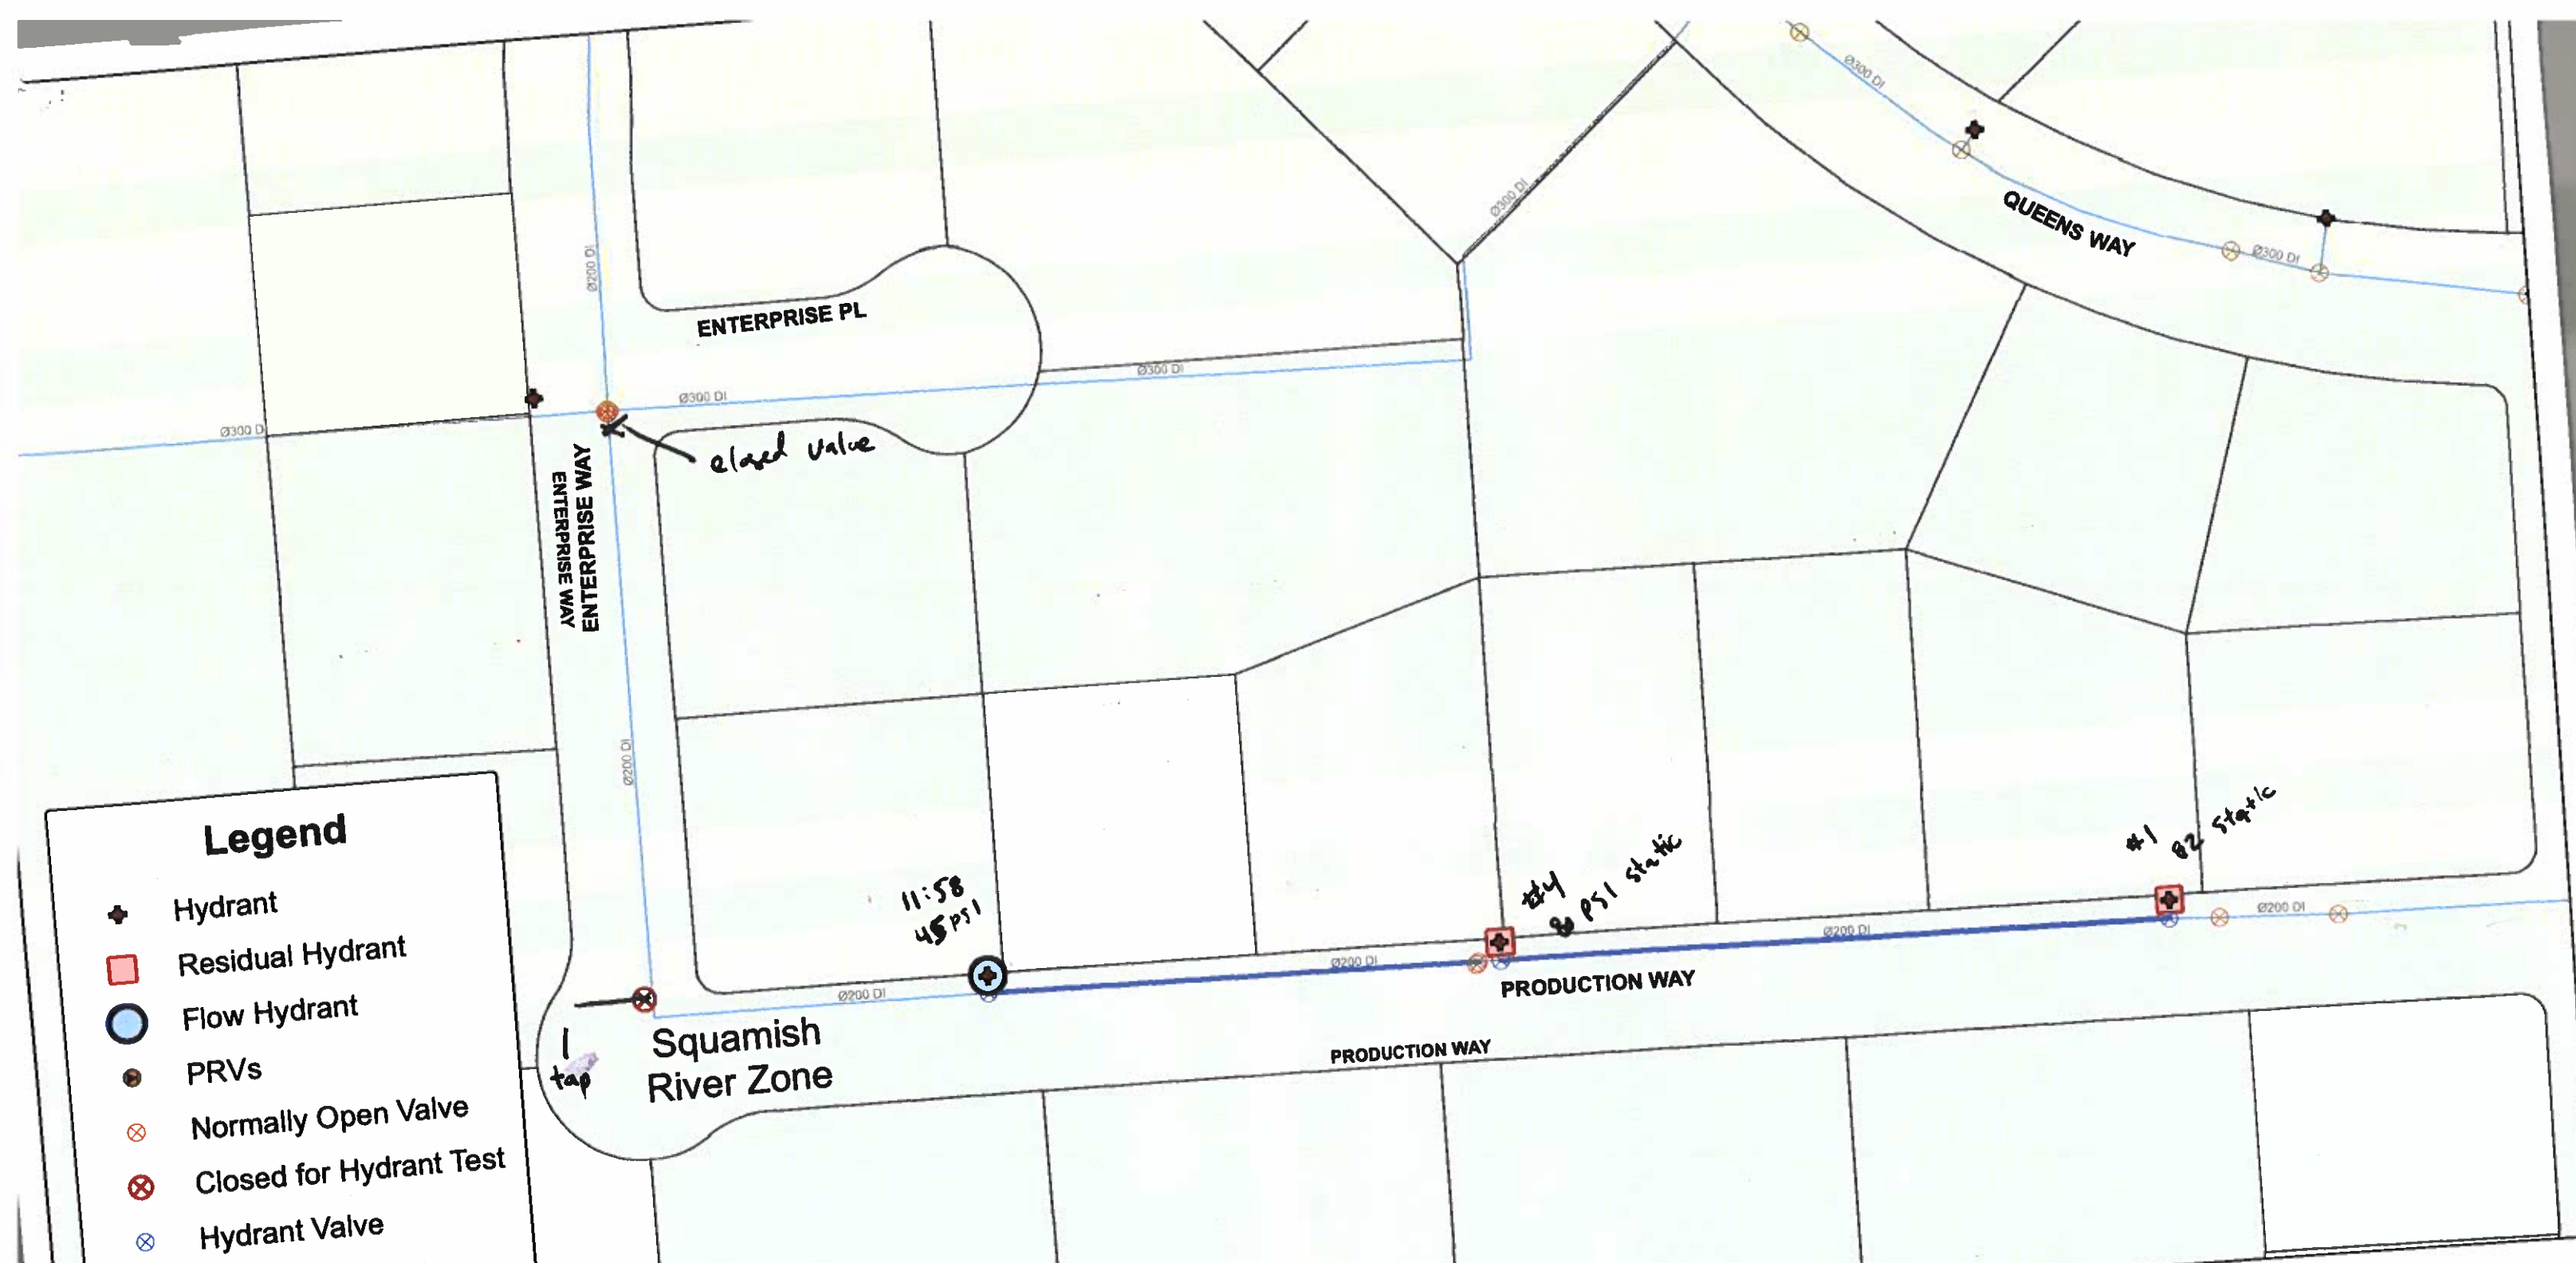 Ø300 DI
QUEENS WAY
Ø300 DI
Ø300 DI
Ø200 DI
ENTERPRISE PL
Ø300 DI
Ø300 DI
Ø300 D
closed valve
ENTERPRISE WAY
ENTERPRISE WAY
Ø200 DI
#1
82 static
#4
80 psi static
11:58
45 psi
Ø200 DI
Ø200 DI
Ø200 DI
Ø200 DI
PRODUCTION WAY
PRODUCTION WAY
1
tap
Squamish
River Zone
Legend
Hydrant
Residual Hydrant
Flow Hydrant
PRVs
Normally Open Valve
Closed for Hydrant Test
Hydrant Valve